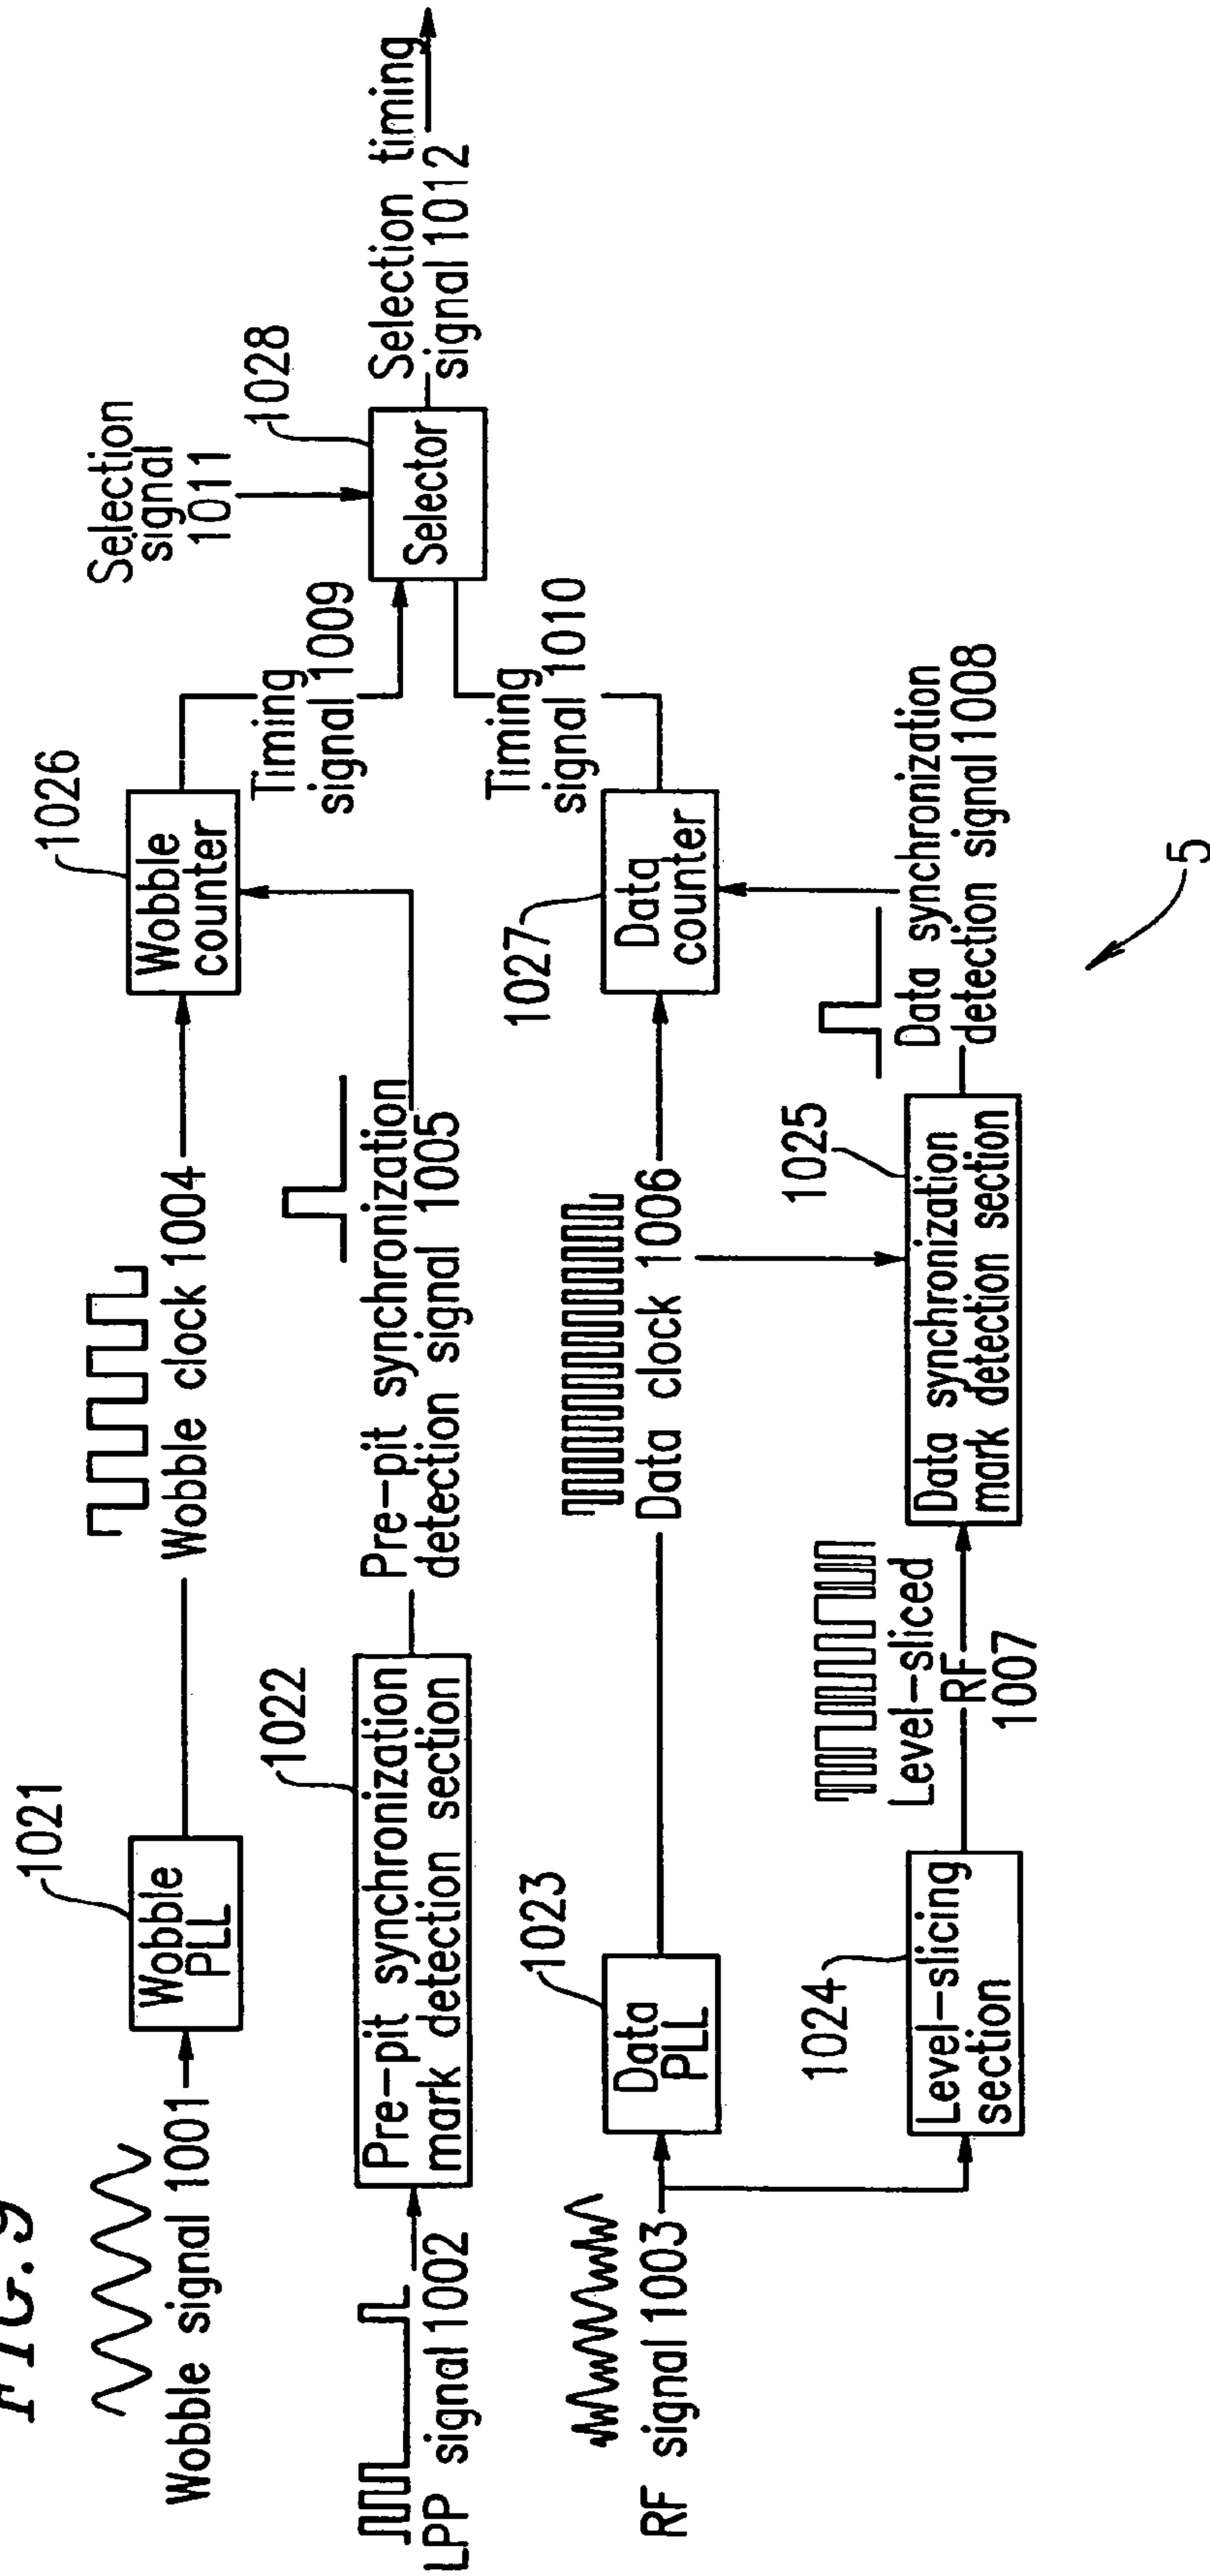 FIG. 9
Wobble signal 1001
1021
Wobble
PLL
Wobble clock 1004
1026
Wobble
counter
Timing
signal 1009
Selection
signal
1011
1028
Selector
Selection timing
signal 1012
LPP signal 1002
1022
Pre-pit synchronization
mark detection section
Pre-pit synchronization
detection signal 1005
RF signal 1003
1023
Data
PLL
Data clock 1006
1027
Data
counter
Timing
signal 1010
1024
Level-slicing
section
Level-sliced
RF
1007
1025
Data synchronization
mark detection section
Data synchronization
detection signal 1008
5